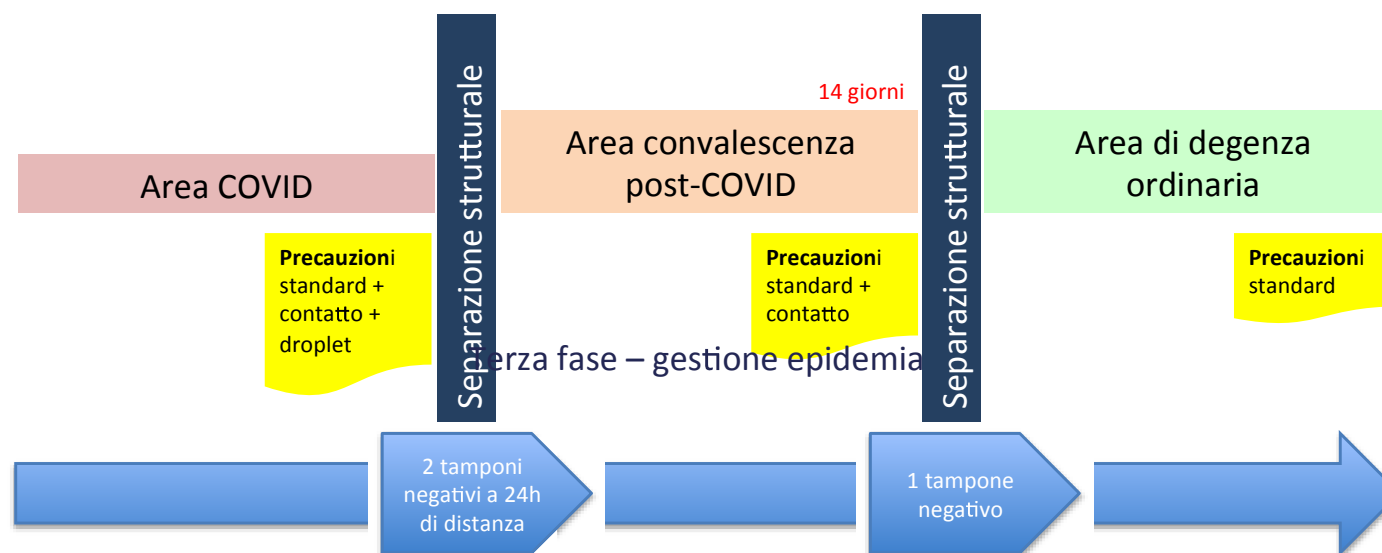 14 giorni
Area COVID
Separazione strutturale
Area convalescenza
post-COVID
Separazione strutturale
Area di degenza
ordinaria
Precauzioni
standard +
contatto +
droplet
Precauzioni
standard +
contatto
Precauzioni
standard
Terza fase – gestione epidemia
2 tamponi
negativi a 24h
di distanza
1 tampone
negativo